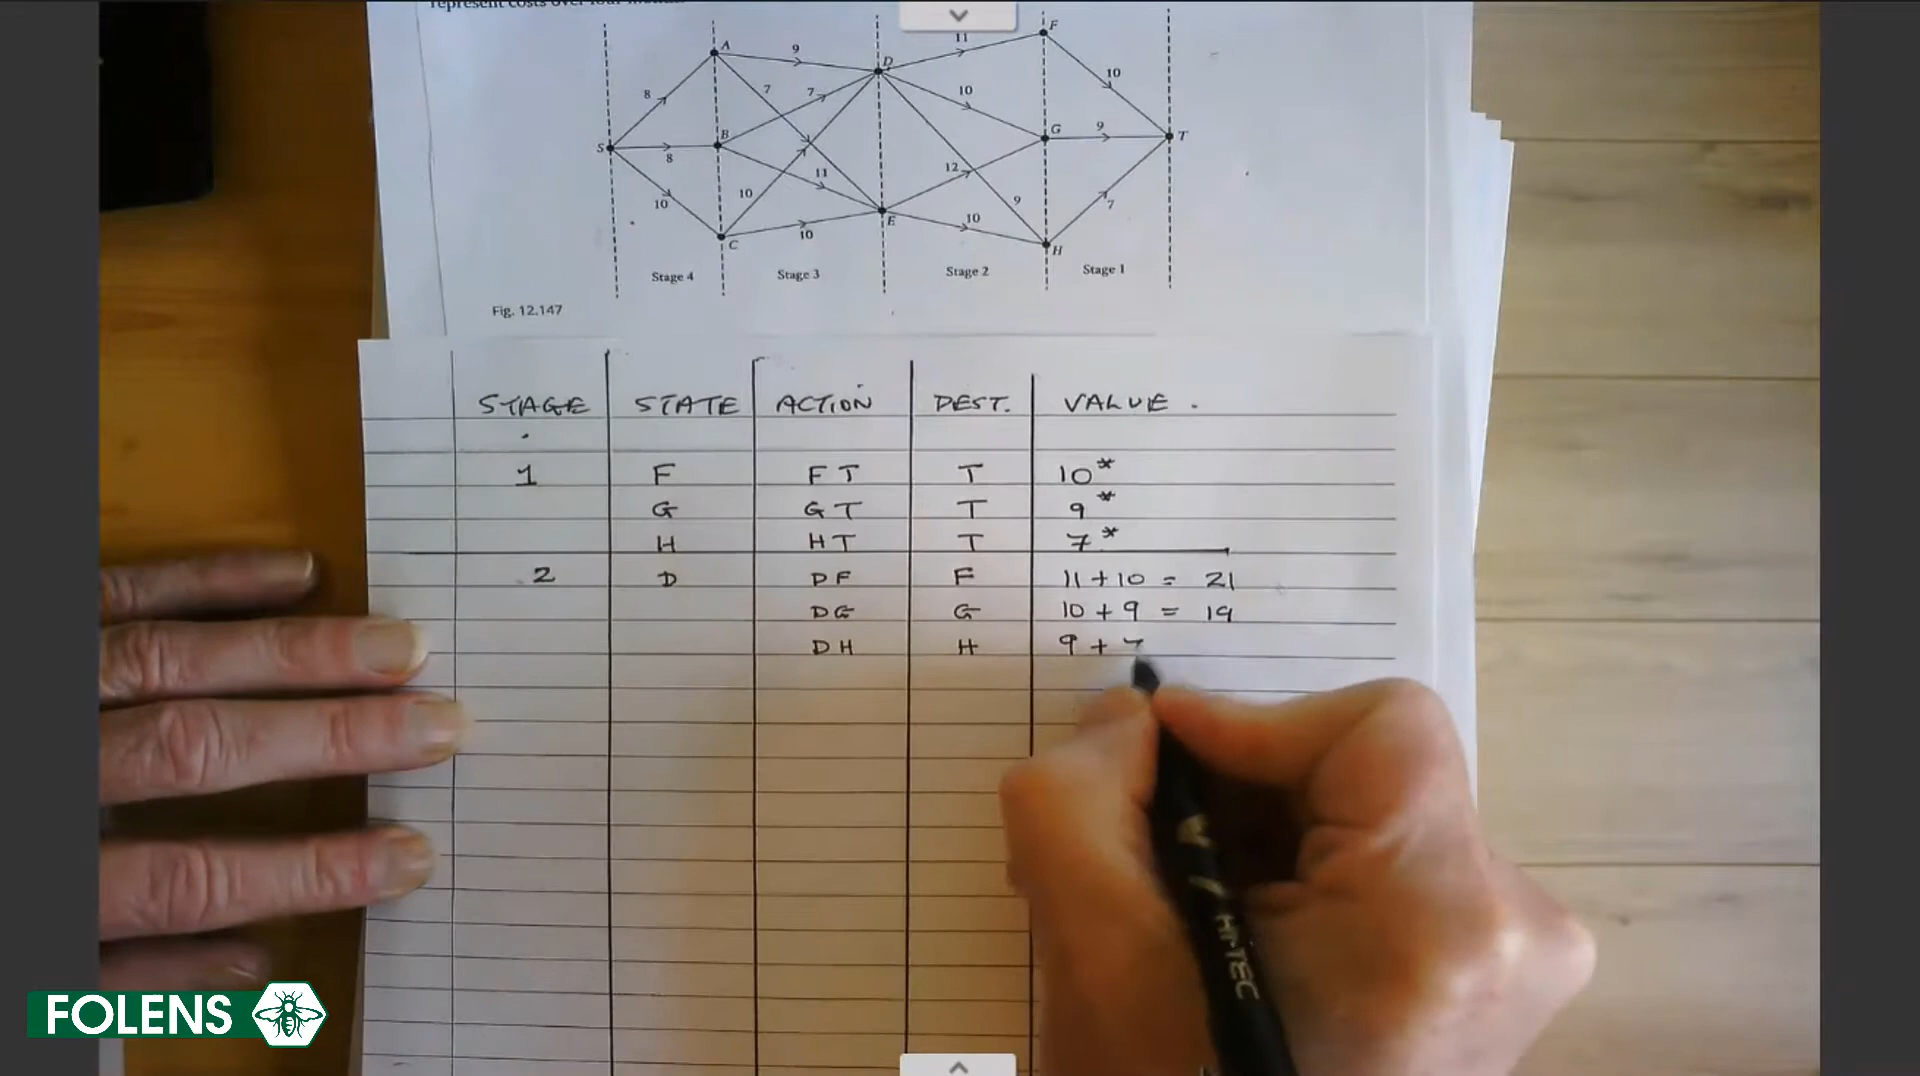 F
11
A
9
D
10
8
7
7
10
B
G
9
T
S
8
12
11
10
9
10
7
E
10
C
10
H
Stage 4
Stage 3
Stage 2
Stage 1
Fig. 12.147
STAGE STATE ACTION DEST. VALUE.
1 F FT T 10*
G GT T 9*
H HT T 7*
2 D DF F 11 + 10 = 21
DG G 10 + 9 = 19
DH H 9 + 7
HI-TEC
FOLENS